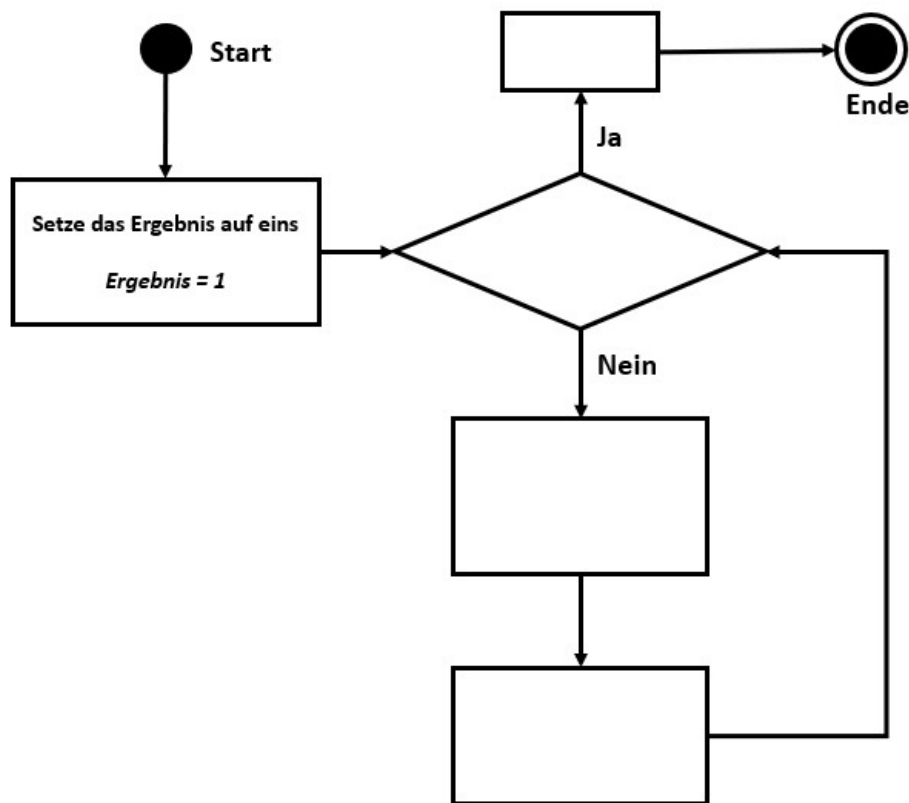 Start
Ende
Ja
Setze das Ergebnis auf eins
Ergebnis = 1
Nein